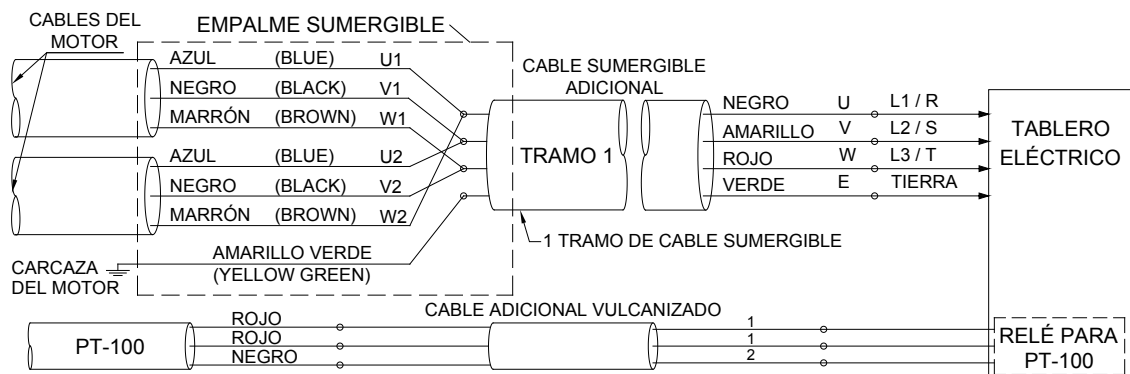 CABLES DEL
MOTOR
EMPALME SUMERGIBLE
AZUL (BLUE) U1
NEGRO (BLACK) V1
MARRÓN (BROWN) W1
AZUL (BLUE) U2
NEGRO (BLACK) V2
MARRÓN (BROWN) W2
AMARILLO VERDE
(YELLOW GREEN)
CARCAZA
DEL MOTOR
CABLE SUMERGIBLE
ADICIONAL
TRAMO 1
1 TRAMO DE CABLE SUMERGIBLE
NEGRO U L1 / R
AMARILLO V L2 / S
ROJO W L3 / T
VERDE E TIERRA
TABLERO
ELÉCTRICO
CABLE ADICIONAL VULCANIZADO
PT-100
ROJO
ROJO
NEGRO
1
1
2
RELÉ PARA
PT-100